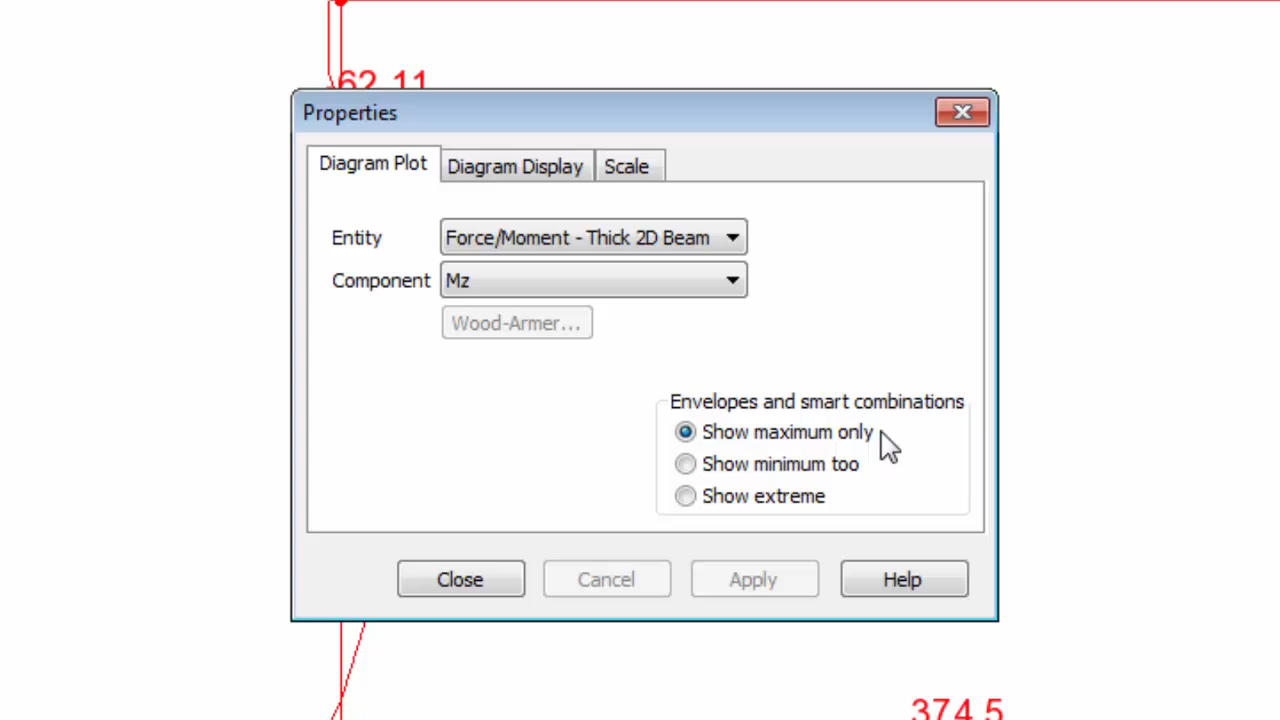 62.11
Properties
Diagram Plot
Diagram Display
Scale
Entity
Force/Moment - Thick 2D Beam
Component
Mz
Wood-Armer...
Envelopes and smart combinations
Show maximum only
Show minimum too
Show extreme
Close
Cancel
Apply
Help
374.5